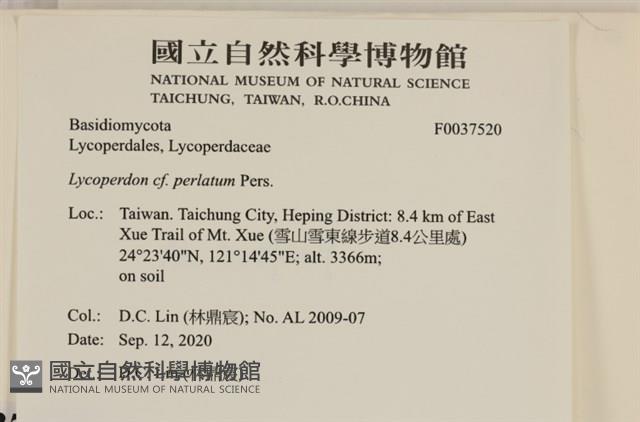 國立自然科學博物館
NATIONAL MUSEUM OF NATURAL SCIENCE
TAICHUNG, TAIWAN, R.O.CHINA
Basidiomycota F0037520
Lycoperdales, Lycoperdaceae
Lycoperdon cf. perlatum Pers.
Loc.: Taiwan. Taichung City, Heping District: 8.4 km of East
Xue Trail of Mt. Xue (雪山雪東線步道8.4公里處)
24°23'40"N, 121°14'45"E; alt. 3366m;
on soil
Col.: D.C. Lin (林鼎宸); No. AL 2009-07
Date: Sep. 12, 2020
國立自然科學博物館
NATIONAL MUSEUM OF NATURAL SCIENCE